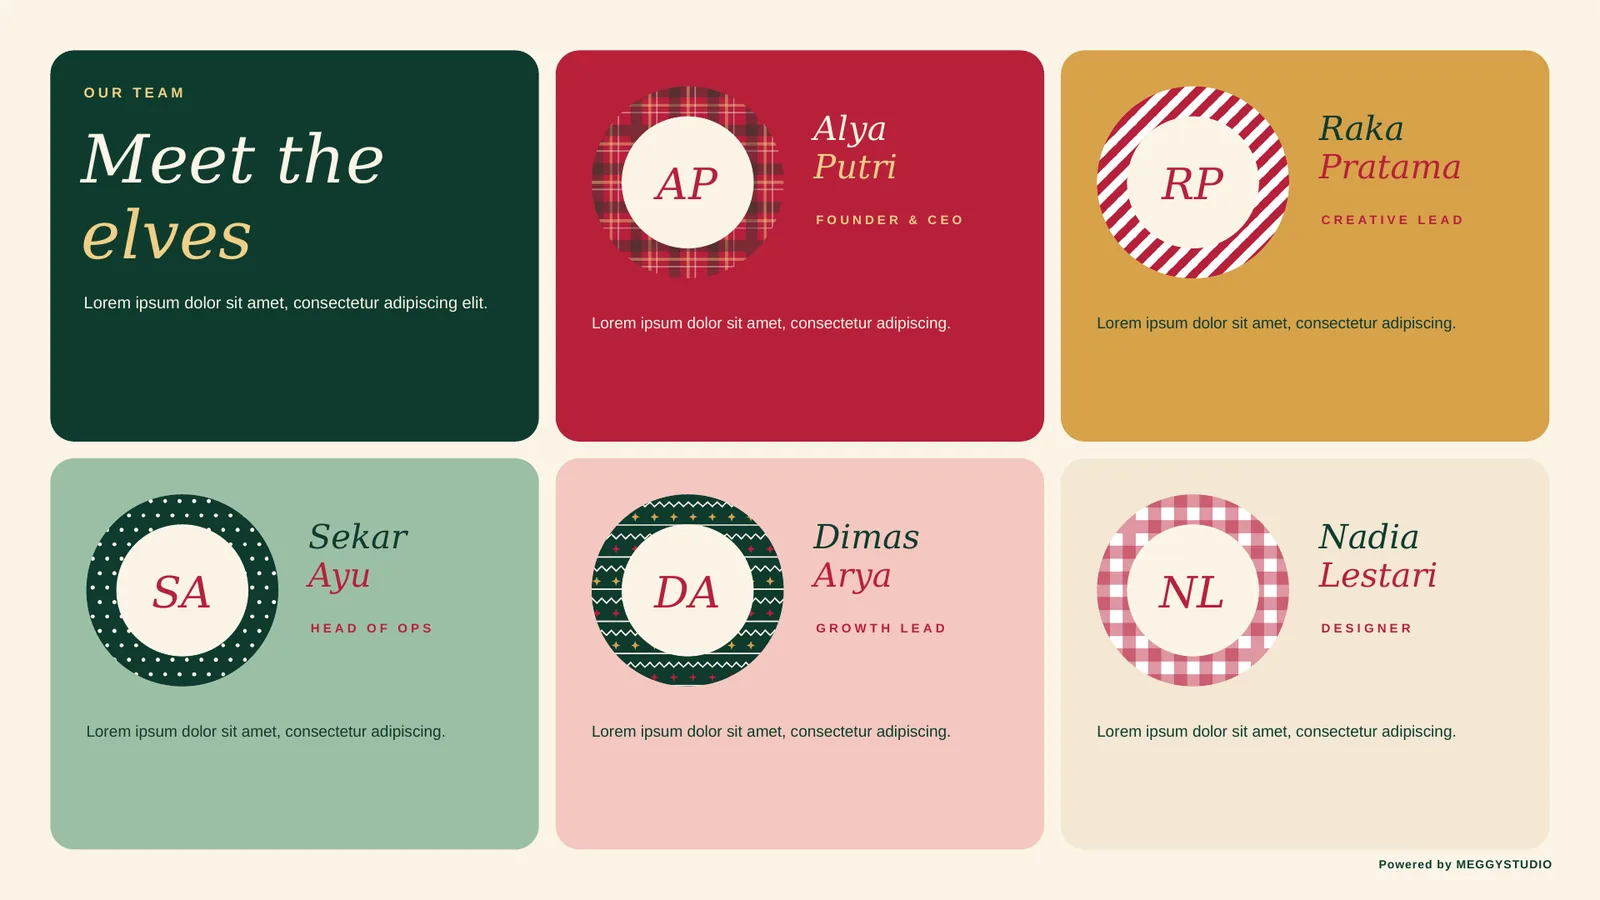 OUR TEAM
Meet the
elves
Lorem ipsum dolor sit amet, consectetur adipiscing elit.
AP
Alya
Putri
FOUNDER & CEO
Lorem ipsum dolor sit amet, consectetur adipiscing.
RP
Raka
Pratama
CREATIVE LEAD
Lorem ipsum dolor sit amet, consectetur adipiscing.
SA
Sekar
Ayu
HEAD OF OPS
Lorem ipsum dolor sit amet, consectetur adipiscing.
DA
Dimas
Arya
GROWTH LEAD
Lorem ipsum dolor sit amet, consectetur adipiscing.
NL
Nadia
Lestari
DESIGNER
Lorem ipsum dolor sit amet, consectetur adipiscing.
Powered by MEGGYSTUDIO